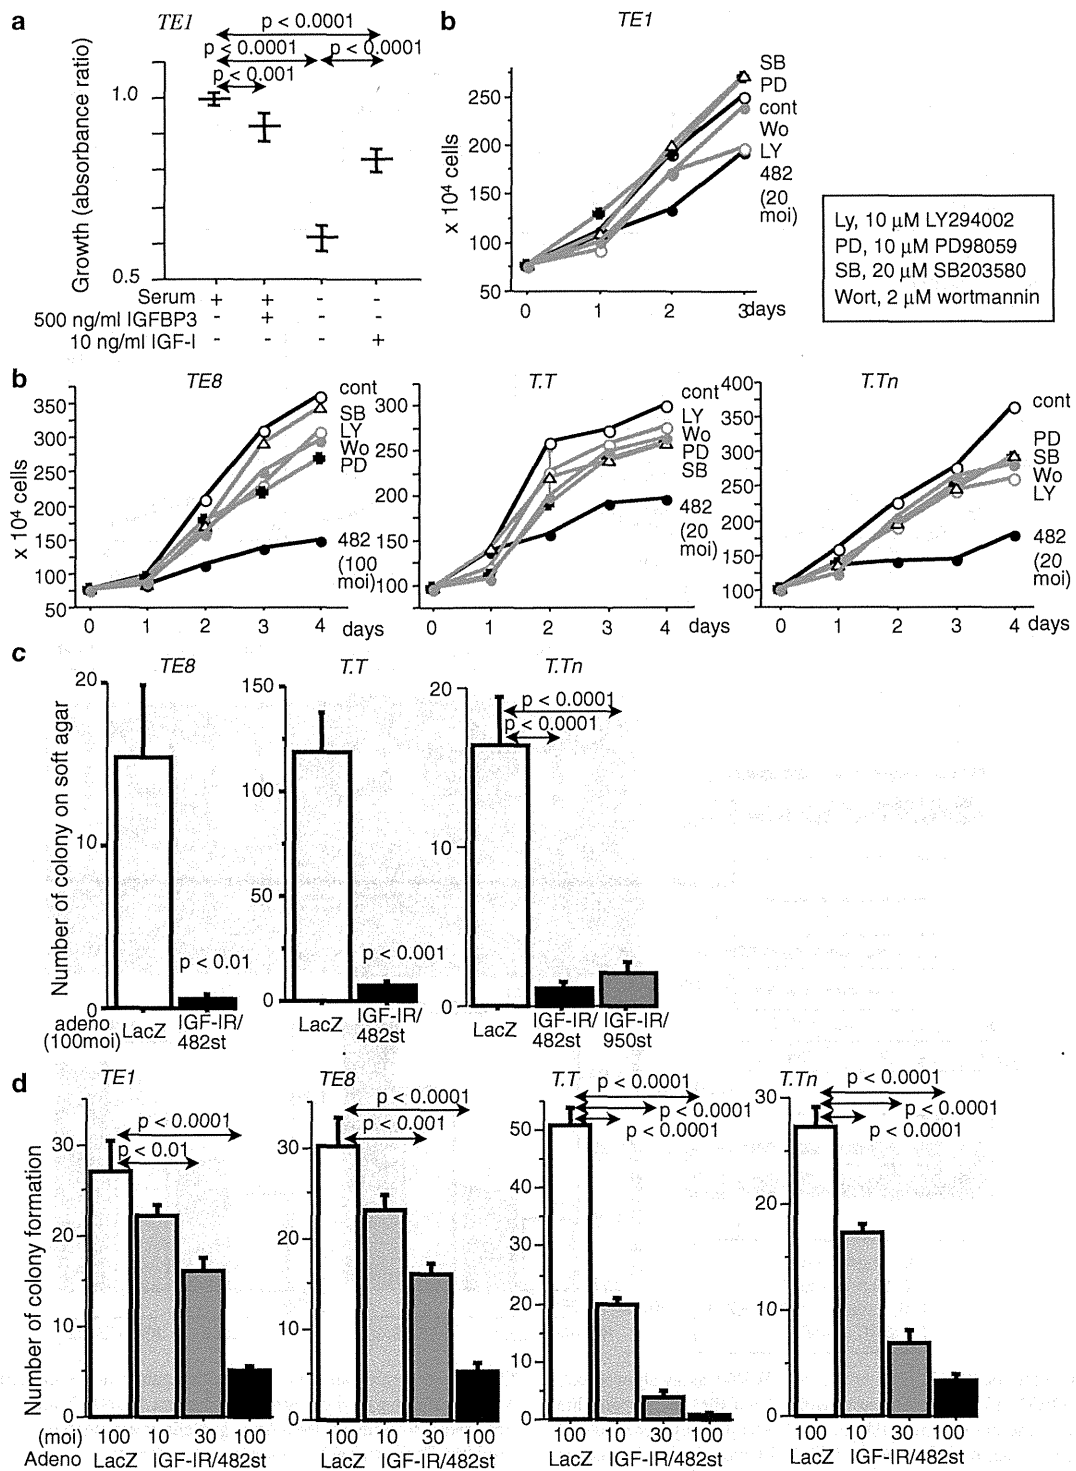 a
TE1
p < 0.0001
p < 0.0001
p < 0.0001
p < 0.001
Growth (absorbance ratio)
1.0
0.5
Serum + + - -
500 ng/ml IGFBP3 - + - -
10 ng/ml IGF-I - - - +
b
TE1
x 10⁴ cells
250
200
150
100
50
0 1 2 3
days
SB
PD
cont
Wo
LY
482
(20
moi)
Ly, 10 µM LY294002
PD, 10 µM PD98059
SB, 20 µM SB203580
Wort, 2 µM wortmannin
b
TE8
x 10⁴ cells
350
300
250
200
150
100
50
0 1 2 3 4 days
cont
SB
LY
Wo
PD
482
(100
moi)
T.T
300
250
200
150
100
0 1 2 3 4 days
cont
LY
Wo
PD
SB
482
(20
moi)
T.Tn
400
350
300
250
200
150
100
0 1 2 3 4 days
cont
PD
SB
Wo
LY
482
(20
moi)
c
Number of colony on soft agar
TE8
20
10
0
p < 0.01
adeno
(100moi)
LacZ
IGF-IR/
482st
T.T
150
100
50
0
p < 0.001
LacZ
IGF-IR/
482st
T.Tn
20
10
0
p < 0.0001
p < 0.0001
LacZ
IGF-IR/
482st
IGF-IR/
950st
d
Number of colony formation
TE1
30
20
10
0
p < 0.0001
p < 0.01
(moi) 100 10 30 100
Adeno LacZ IGF-IR/482st
TE8
30
20
10
0
p < 0.0001
p < 0.001
100 10 30 100
LacZ IGF-IR/482st
T.T
50
40
30
20
10
0
p < 0.0001
p < 0.0001
p < 0.0001
100 10 30 100
LacZ IGF-IR/482st
T.Tn
30
20
10
0
p < 0.0001
p < 0.0001
p < 0.0001
100 10 30 100
LacZ IGF-IR/482st